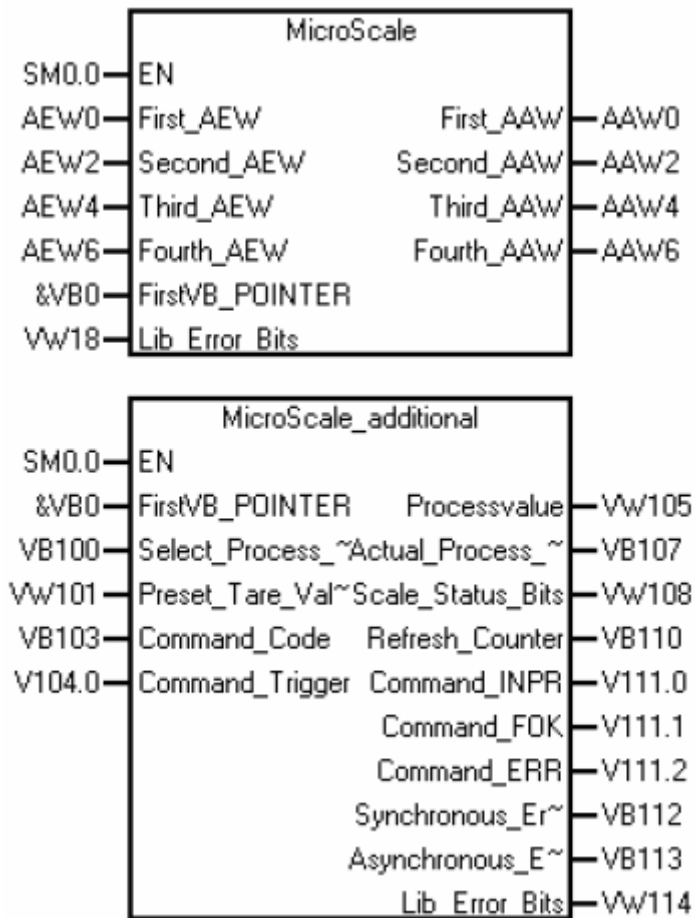 MicroScale
SM0.0 EN
AEW0 First_AEW First_AAW AAW0
AEW2 Second_AEW Second_AAW AAW2
AEW4 Third_AEW Third_AAW AAW4
AEW6 Fourth_AEW Fourth_AAW AAW6
&VB0 FirstVB_POINTER
VW18 Lib_Error_Bits
MicroScale_additional
SM0.0 EN
&VB0 FirstVB_POINTER Processvalue VW105
VB100 Select_Process_~ Actual_Process_~ VB107
VW101 Preset_Tare_Val~ Scale_Status_Bits VW108
VB103 Command_Code Refresh_Counter VB110
V104.0 Command_Trigger Command_INPR V111.0
Command_FOK V111.1
Command_ERR V111.2
Synchronous_Er~ VB112
Asynchronous_E~ VB113
Lib_Error_Bits VW114